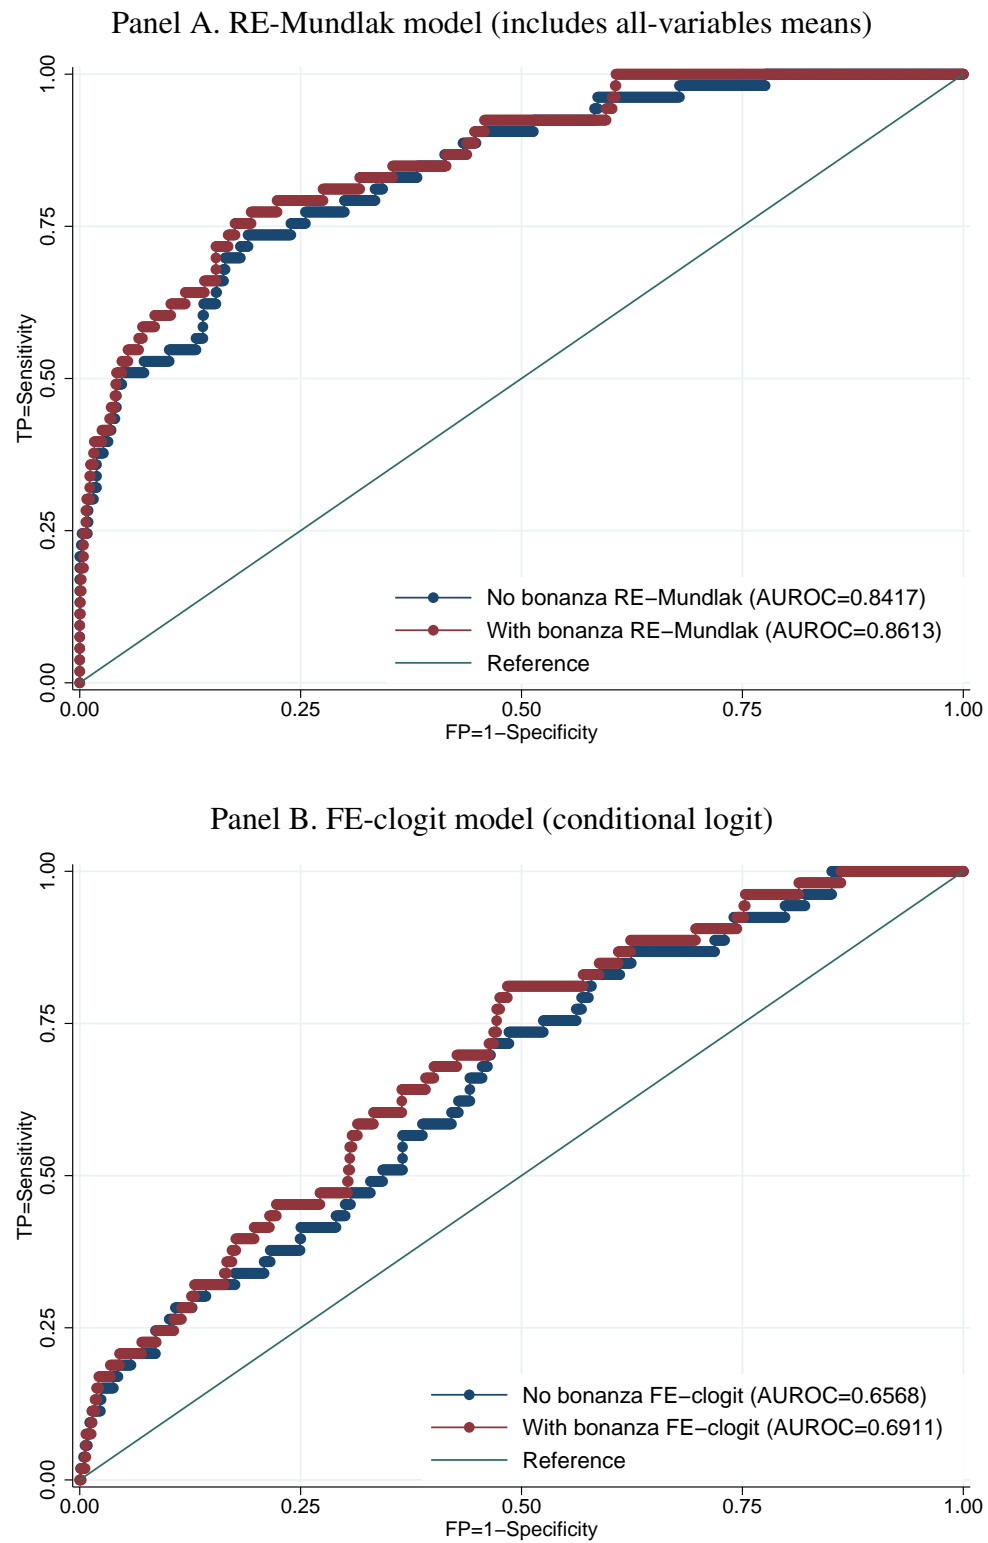 Panel A. RE-Mundlak model (includes all-variables means)
1.00
0.75
0.50
0.25
0.00
TP=Sensitivity
No bonanza RE−Mundlak (AUROC=0.8417)
With bonanza RE−Mundlak (AUROC=0.8613)
Reference
0.00 0.25 0.50 0.75 1.00
FP=1−Specificity
Panel B. FE-clogit model (conditional logit)
1.00
0.75
0.50
0.25
0.00
TP=Sensitivity
No bonanza FE−clogit (AUROC=0.6568)
With bonanza FE−clogit (AUROC=0.6911)
Reference
0.00 0.25 0.50 0.75 1.00
FP=1−Specificity